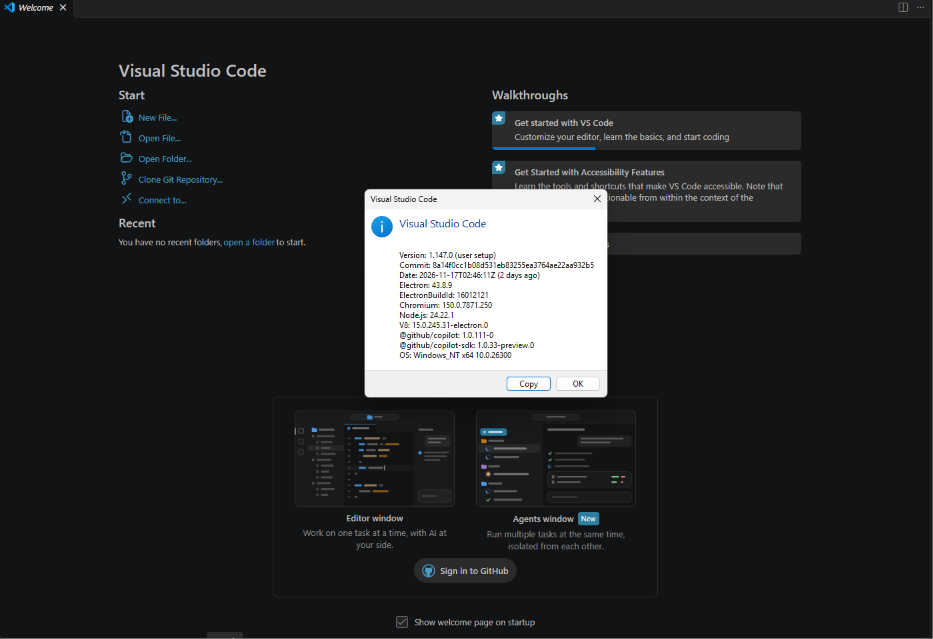 Welcome
Visual Studio Code
Start
New File...
Open File...
Open Folder...
Clone Git Repository...
Connect to...
Recent
You have no recent folders, open a folder to start.
Walkthroughs
Get started with VS Code
Customize your editor, learn the basics, and start coding
Get Started with Accessibility Features
Learn the tools and shortcuts that make VS Code accessible. Note that
ionable from within the context of the
Visual Studio Code
Visual Studio Code
Version: 1.147.0 (user setup)
Commit: 8a14f0cc1b08d531eb83255ea3764ae22aa932b5
Date: 2026-11-17T02:46:11Z (2 days ago)
Electron: 43.8.9
ElectronBuildId: 16012121
Chromium: 150.0.7871.250
Node.js: 24.22.1
V8: 15.0.245.31-electron.0
@github/copilot: 1.0.111-0
@github/copilot-sdk: 1.0.33-preview.0
OS: Windows_NT x64 10.0.26300
Copy
OK
Editor window
Work on one task at a time, with AI at
your side.
Agents window New
Run multiple tasks at the same time,
isolated from each other.
Sign in to GitHub
Show welcome page on startup